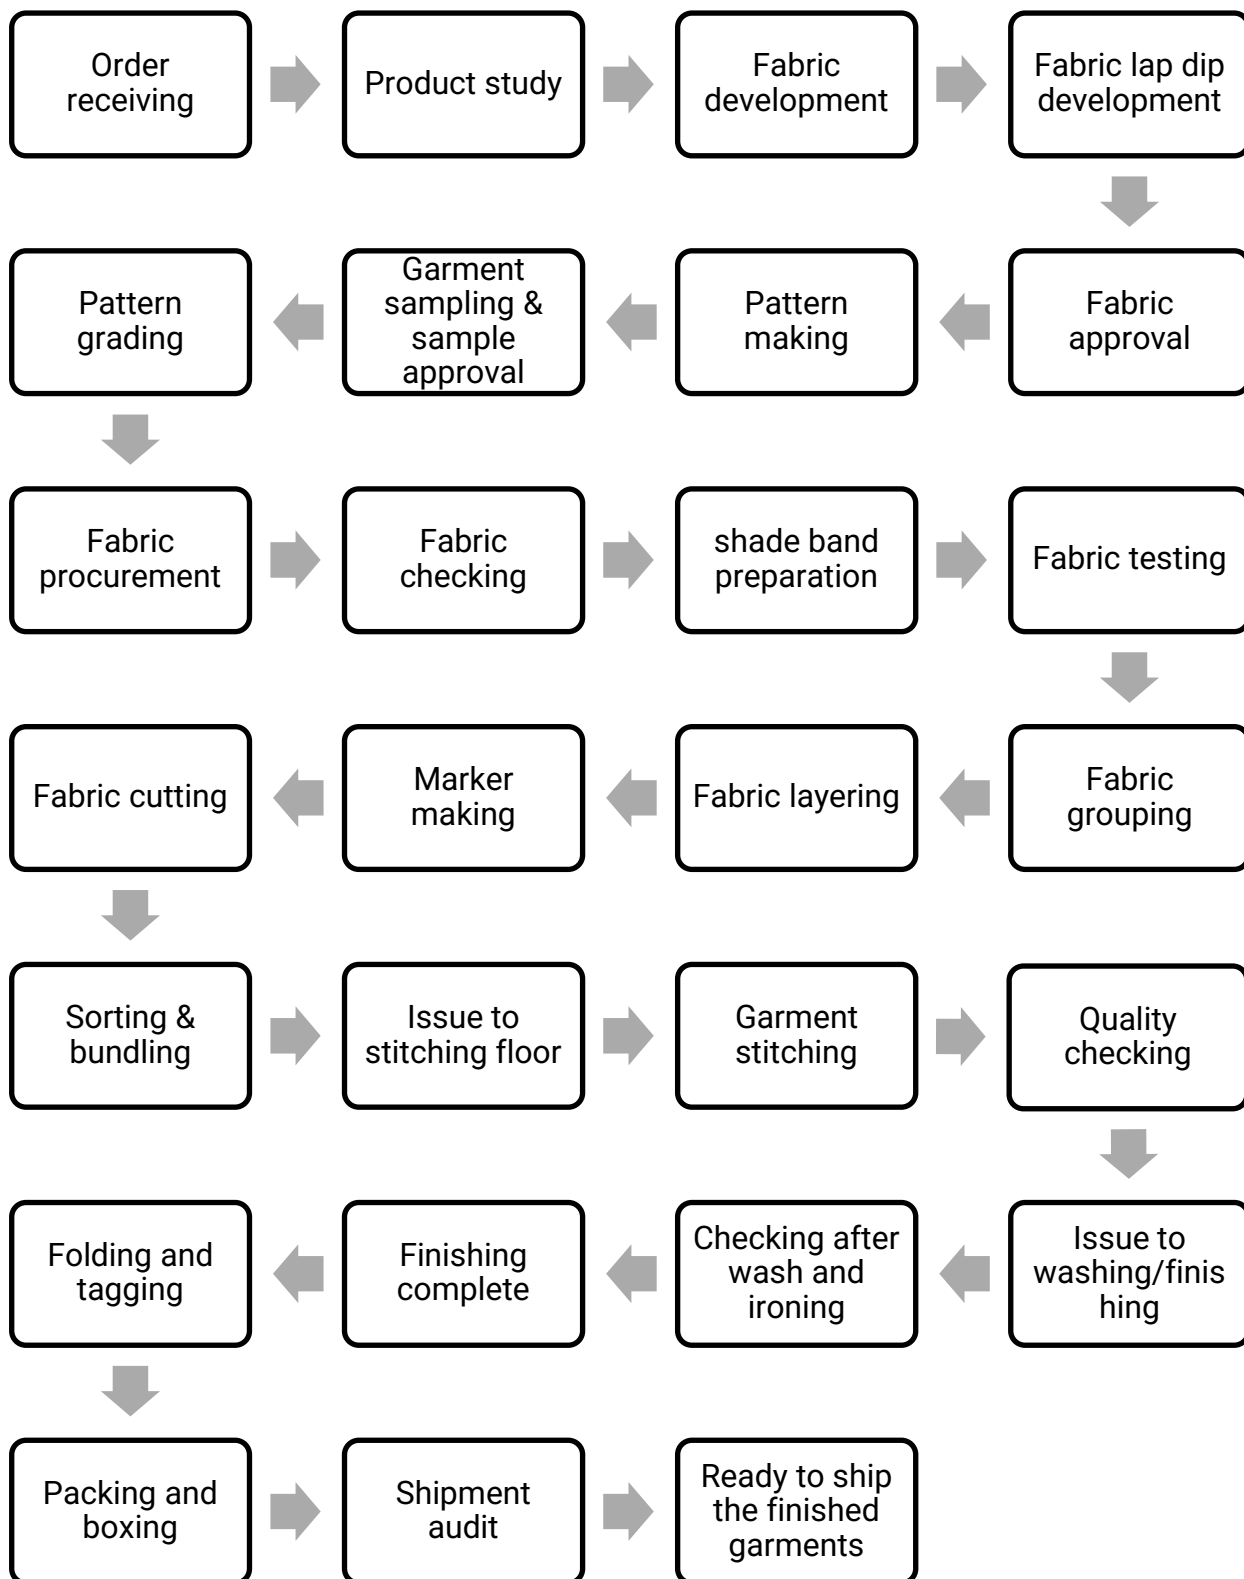 Order
receiving
Product study
Fabric
development
Fabric lap dip
development
Fabric
approval
Pattern
making
Garment
sampling &
sample
approval
Pattern
grading
Fabric
procurement
Fabric
checking
shade band
preparation
Fabric testing
Fabric
grouping
Fabric layering
Marker
making
Fabric cutting
Sorting &
bundling
Issue to
stitching floor
Garment
stitching
Quality
checking
Issue to
washing/finis
hing
Checking after
wash and
ironing
Finishing
complete
Folding and
tagging
Packing and
boxing
Shipment
audit
Ready to ship
the finished
garments